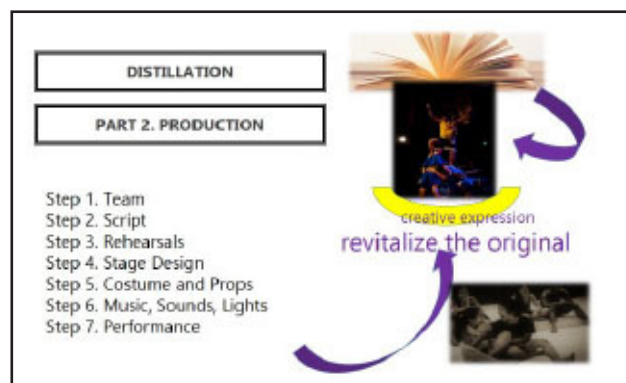 DISTILLATION
PART 2. PRODUCTION
Step 1. Team
Step 2. Script
Step 3. Rehearsals
Step 4. Stage Design
Step 5. Costume and Props
Step 6. Music, Sounds, Lights
Step 7. Performance
creative expression
revitalize the original